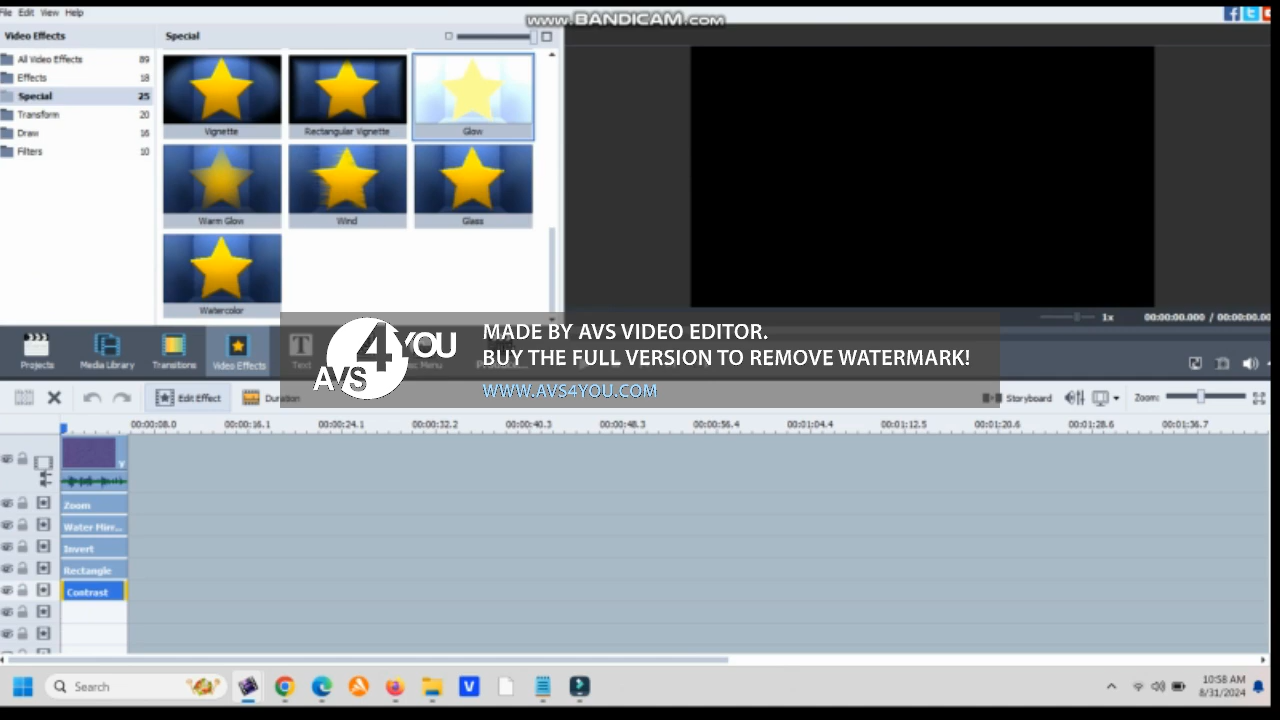 File Edit View Help
www.BANDICAM.com
Video Effects
Special
All Video Effects 89
Effects 18
Special 25
Transform 20
Draw 16
Filters 10
Vignette
Rectangular Vignette
Glow
Warm Glow
Wind
Glass
Watercolor
1x
00:00:00.000 / 00:00:00.00
Projects
Media Library
Transitions
Video Effects
Text
Menu
AVS4YOU
MADE BY AVS VIDEO EDITOR.
BUY THE FULL VERSION TO REMOVE WATERMARK!
WWW.AVS4YOU.COM
Edit Effect
Duration
Storyboard
Zoom:
00:00:08.0 00:00:16.1 00:00:24.1 00:00:32.2 00:00:40.3 00:00:48.3 00:00:56.4 00:01:04.4 00:01:12.5 00:01:20.6 00:01:28.6 00:01:36.7
Zoom
Water Mirr...
Invert
Rectangle
Contrast
Search
10:58 AM
8/31/2024